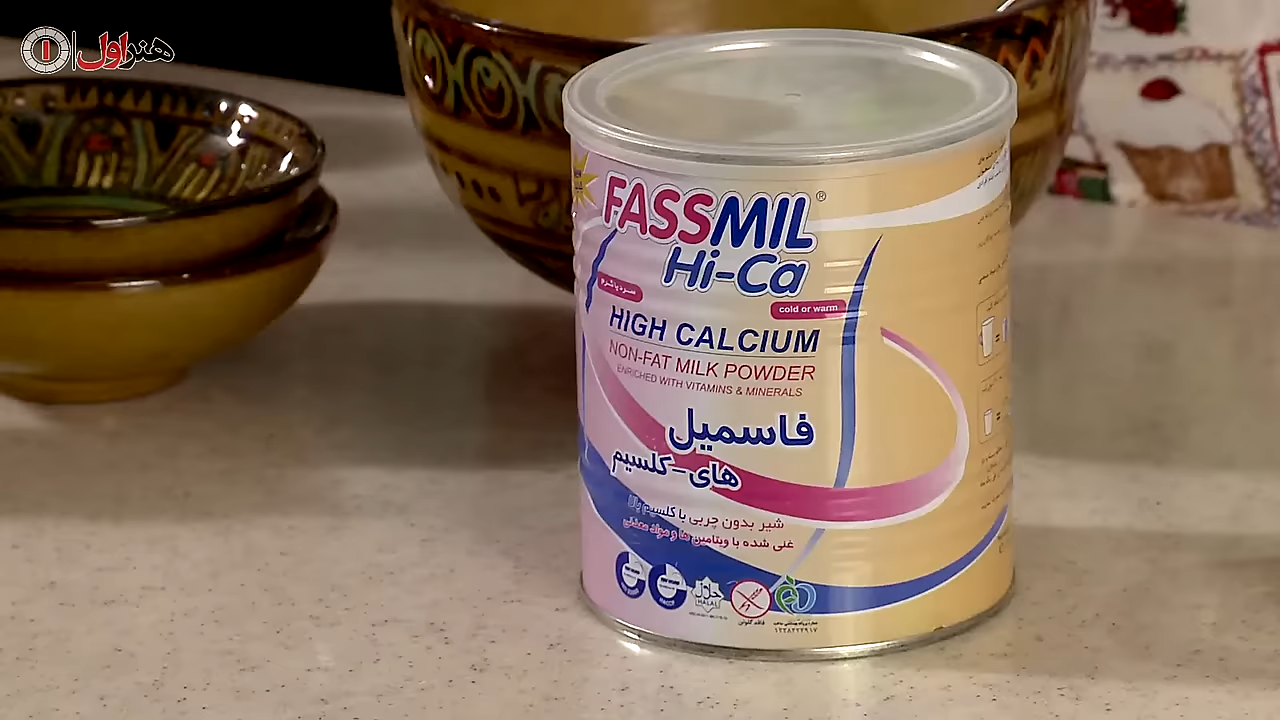 هنر اول
FASSMIL®
Hi-Ca
سرد یا گرم
cold or warm
HIGH CALCIUM
NON-FAT MILK POWDER
ENRICHED WITH VITAMINS & MINERALS
فاسمیل
های-کلسیم
شیر بدون چربی با کلسیم بالا
غنی شده با ویتامین ها و مواد معدنی
حلال
HALAL
فاقد گلوتن